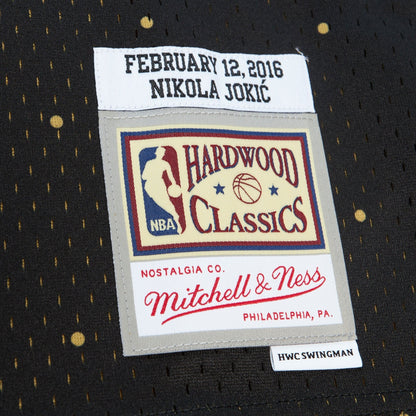 FEBRUARY 12, 2016
NIKOLA JOKIĆ
HARDWOOD
NBA
CLASSICS
NOSTALGIA CO.
Mitchell & Ness
PHILADELPHIA, PA.
HWC SWINGMAN